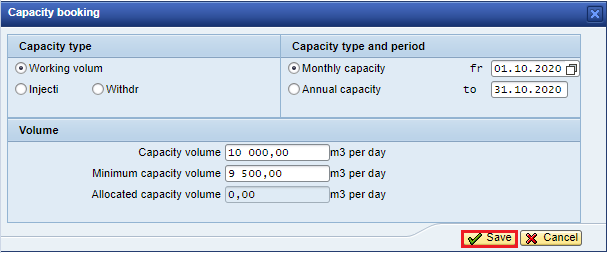 Capacity booking
Capacity type
Capacity type and period
Working volum
Monthly capacity fr 01.10.2020
Injecti Withdr
Annual capacity to 31.10.2020
Volume
Capacity volume 10 000,00 m3 per day
Minimum capacity volume 9 500,00 m3 per day
Allocated capacity volume 0,00 m3 per day
Save Cancel